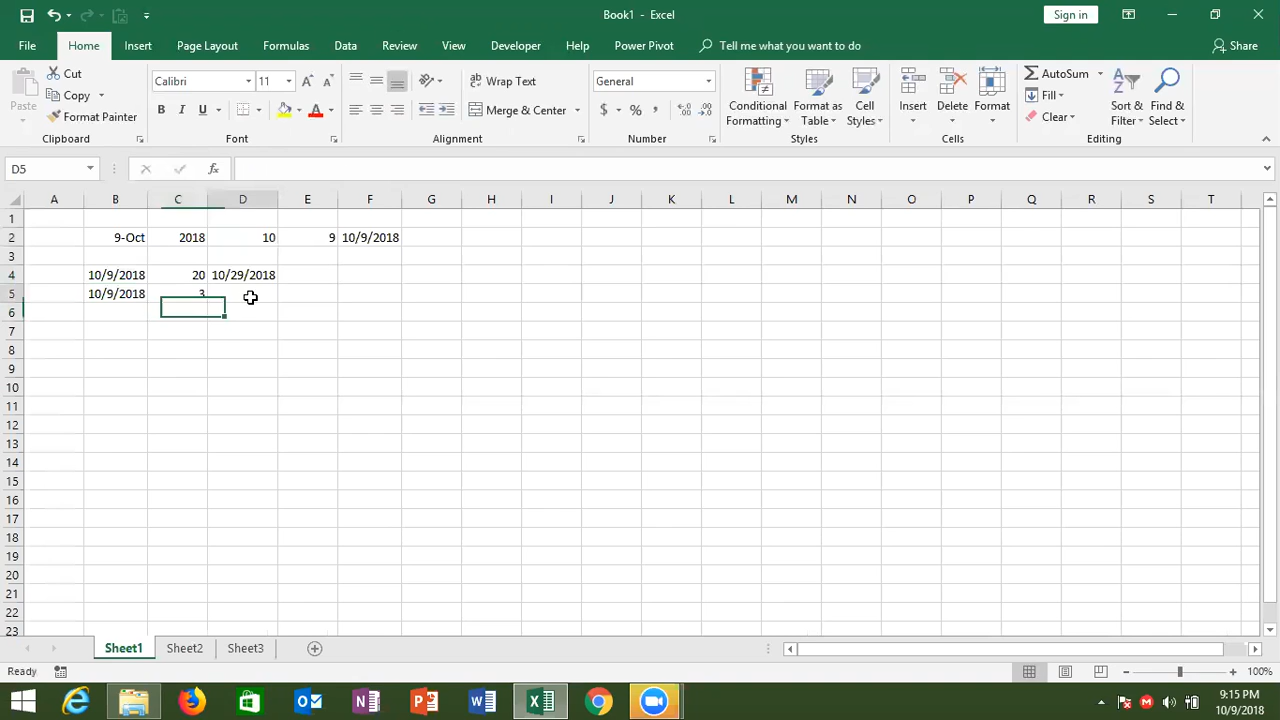 Book1 - Excel
Sign in
File Home Insert Page Layout Formulas Data Review View Developer Help Power Pivot Tell me what you want to do Share
Paste
Cut
Copy
Format Painter
Clipboard
Calibri 11
B I U
Font
Wrap Text
Merge & Center
Alignment
General
$ % ,
Number
Conditional Formatting
Format as Table
Cell Styles
Styles
Insert
Delete
Format
Cells
AutoSum
Fill
Clear
Sort & Filter
Find & Select
Editing
D5
fx
A B C D E F G H I J K L M N O P Q R S T
1
2 9-Oct 2018 10 9 10/9/2018
3
4 10/9/2018 20 10/29/2018
5 10/9/2018 3
6
7
8
9
10
11
12
13
14
15
16
17
18
19
20
21
22
23
Sheet1 Sheet2 Sheet3
Ready
100%
9:15 PM
10/9/2018